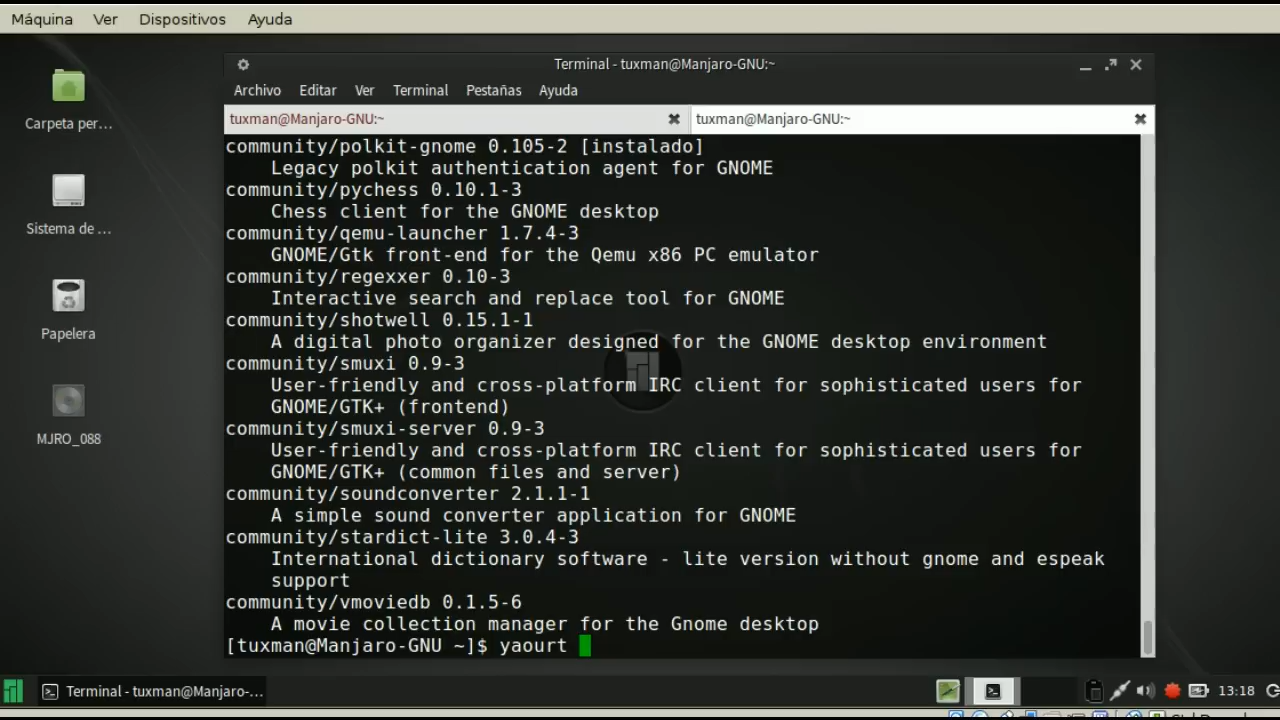 Máquina Ver Dispositivos Ayuda
Terminal - tuxman@Manjaro-GNU:~
Archivo Editar Ver Terminal Pestañas Ayuda
tuxman@Manjaro-GNU:~ tuxman@Manjaro-GNU:~
Carpeta per...
Sistema de ...
Papelera
MJRO_088
community/polkit-gnome 0.105-2 [instalado]
Legacy polkit authentication agent for GNOME
community/pychess 0.10.1-3
Chess client for the GNOME desktop
community/qemu-launcher 1.7.4-3
GNOME/Gtk front-end for the Qemu x86 PC emulator
community/regexxer 0.10-3
Interactive search and replace tool for GNOME
community/shotwell 0.15.1-1
A digital photo organizer designed for the GNOME desktop environment
community/smuxi 0.9-3
User-friendly and cross-platform IRC client for sophisticated users for
GNOME/GTK+ (frontend)
community/smuxi-server 0.9-3
User-friendly and cross-platform IRC client for sophisticated users for
GNOME/GTK+ (common files and server)
community/soundconverter 2.1.1-1
A simple sound converter application for GNOME
community/stardict-lite 3.0.4-3
International dictionary software - lite version without gnome and espeak
support
community/vmoviedb 0.1.5-6
A movie collection manager for the Gnome desktop
[tuxman@Manjaro-GNU ~]$ yaourt
Terminal - tuxman@Manjaro-... 13:18